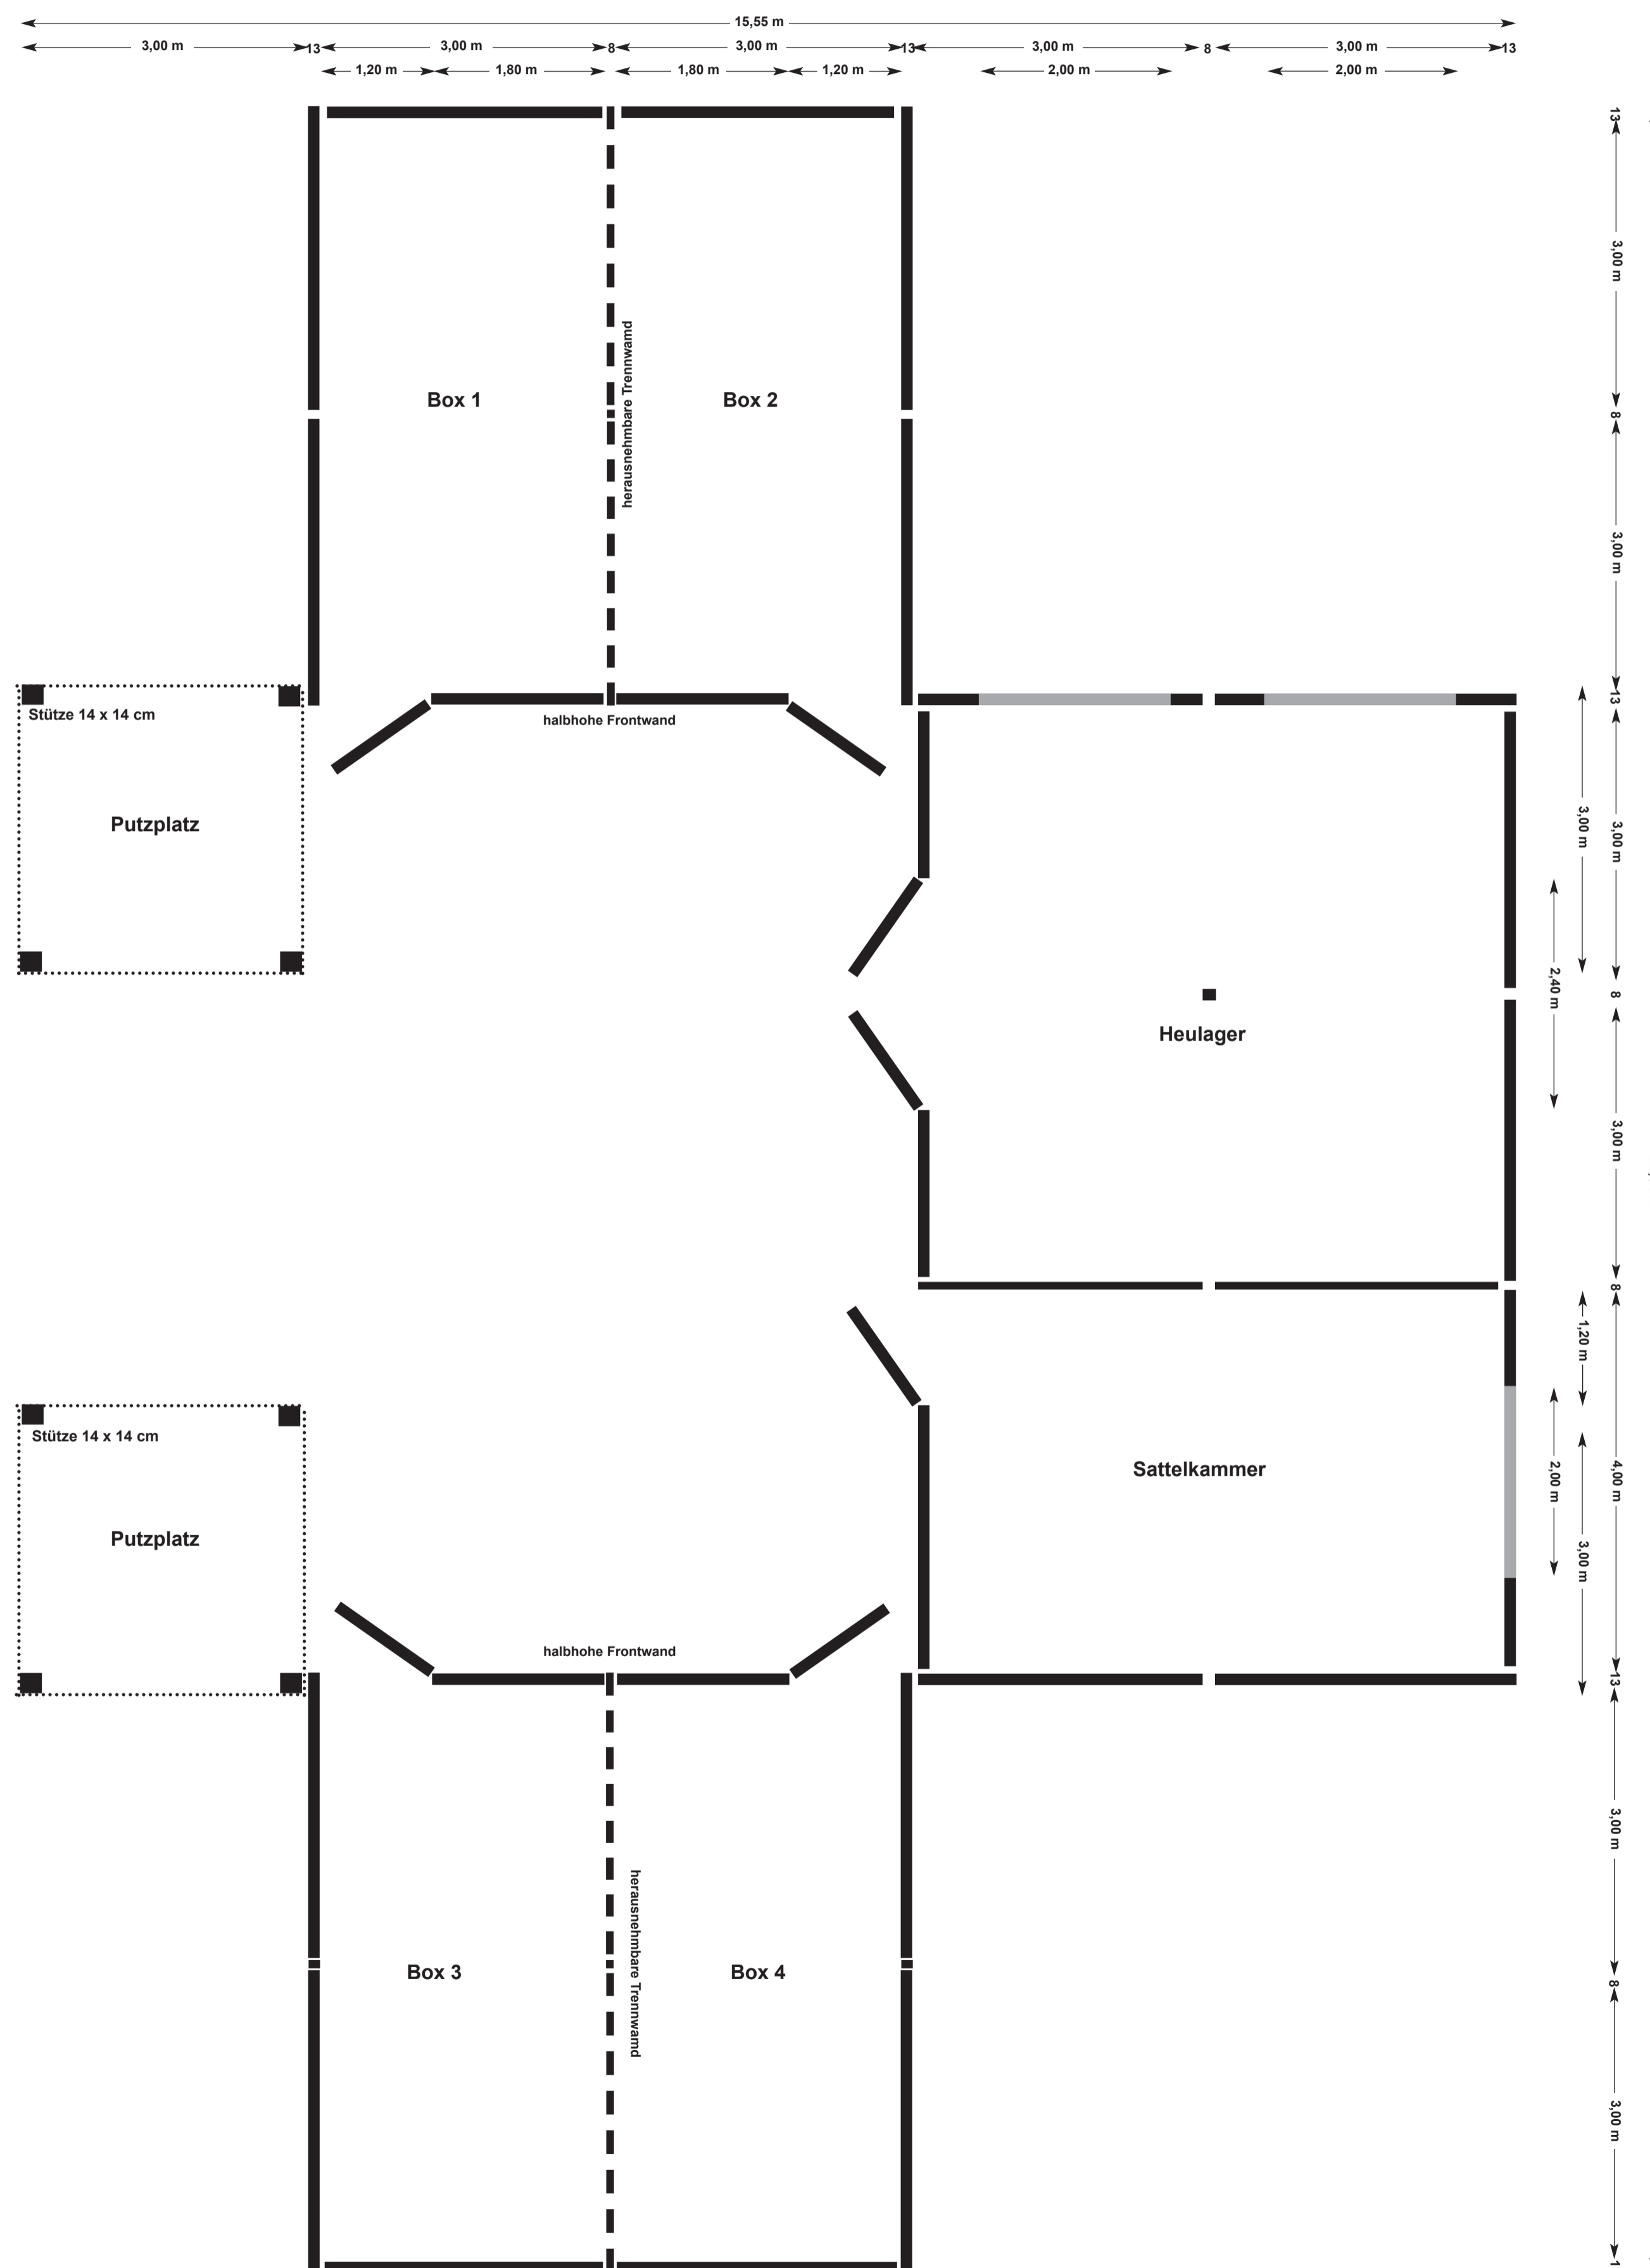 15,55 m
3,00 m 13 3,00 m 8 3,00 m 13 3,00 m 8 3,00 m 13
1,20 m 1,80 m 1,80 m 1,20 m 2,00 m 2,00 m
13
3,00 m
herausnehmbare Trennwamd
Box 1 Box 2
8
3,00 m
13
Stütze 14 x 14 cm
halbhohe Frontwand
Putzplatz
3,00 m
3,00 m
2,40 m
8
Heulager
3,00 m
8
1,20 m
Stütze 14 x 14 cm
Sattelkammer
2,00 m
4,00 m
Putzplatz
3,00 m
halbhohe Frontwand
13
3,00 m
herausnehmbare Trennwamd
Box 3 Box 4
8
3,00 m